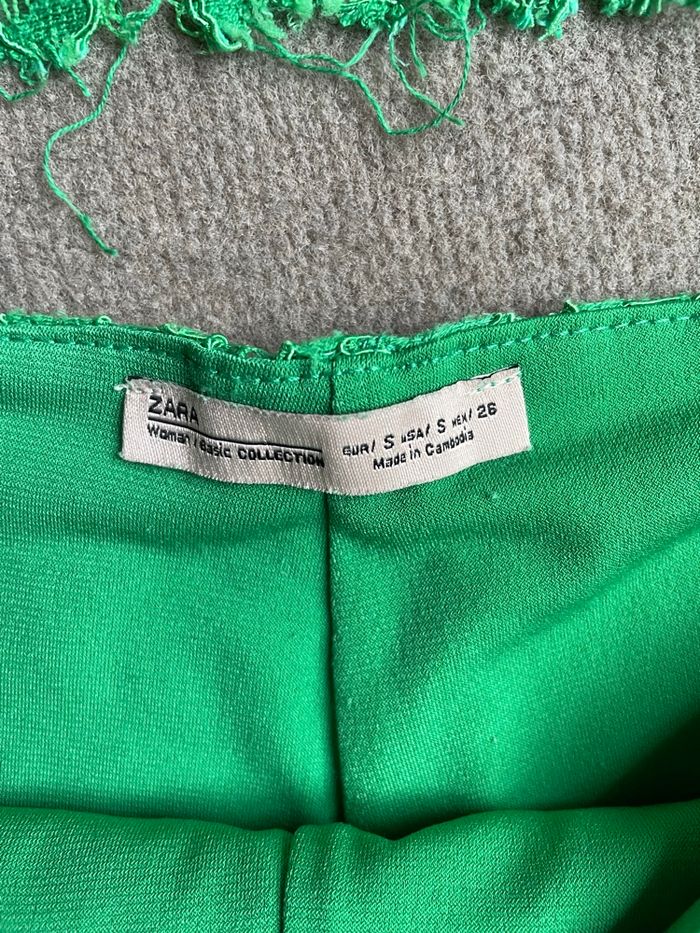 ZARA
Woman / Basic COLLECTION
EUR/ S USA/ S MEX/ 26
Made in Cambodia